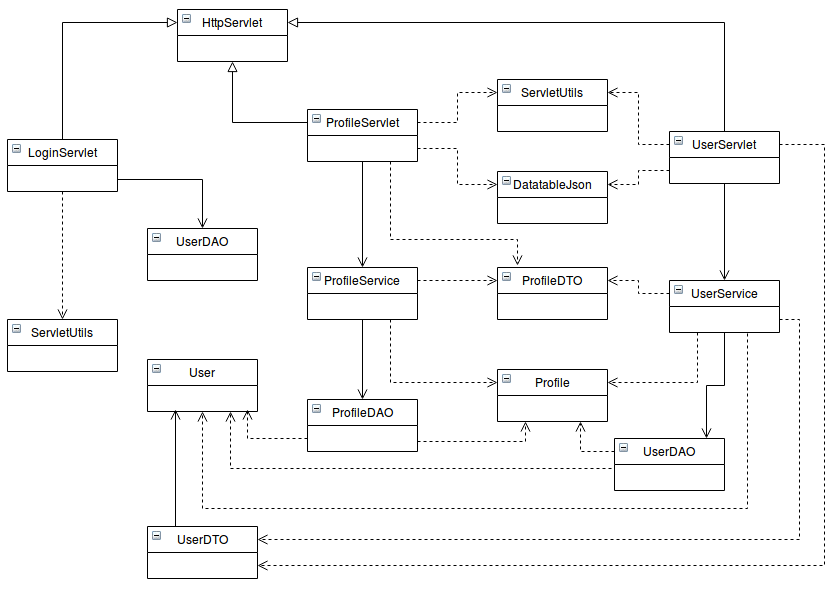 HttpServlet
ServletUtils
ProfileServlet
UserServlet
LoginServlet
DatatableJson
UserDAO
ProfileService
ProfileDTO
UserService
ServletUtils
User
Profile
ProfileDAO
UserDAO
UserDTO